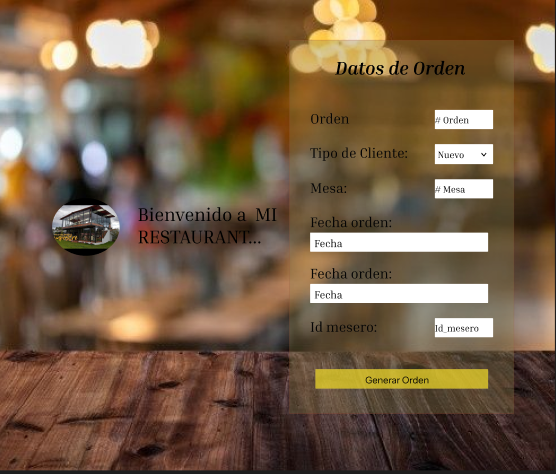 Datos de Orden
Orden
# Orden
Tipo de Cliente:
Nuevo
Mesa:
# Mesa
Bienvenido a MI
RESTAURANT...
Fecha orden:
Fecha
Fecha orden:
Fecha
Id mesero:
Id_mesero
Generar Orden